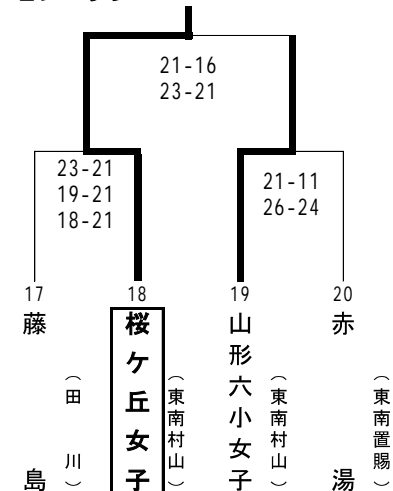 21-16
23-21
23-21
19-21
18-21
21-11
26-24
17
藤島
（田川）
18
桜ケ丘女子
（東南村山）
19
山形六小女子
（東南村山）
20
赤湯
（東南置賜）